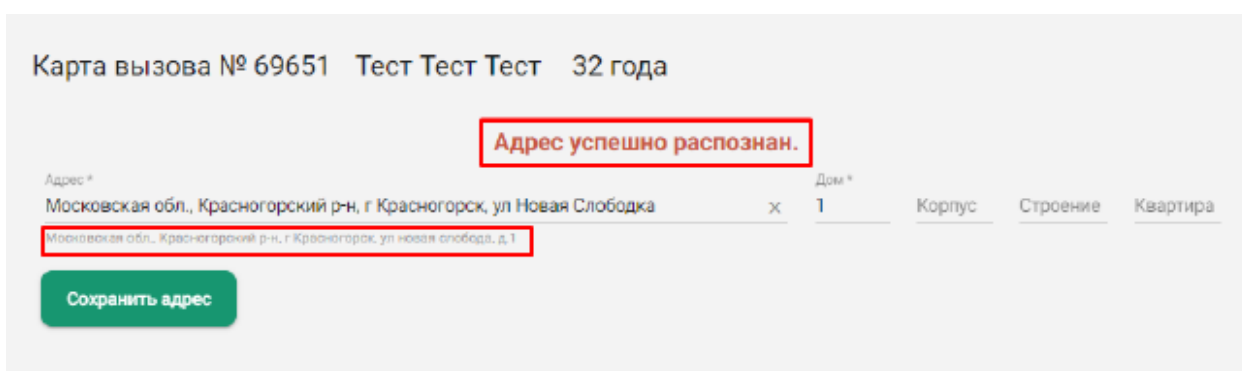 Карта вызова № 69651 Тест Тест Тест 32 года
Адрес успешно распознан.
Адрес * Дом *
Московская обл., Красногорский р-н, г Красногорск, ул Новая Слободка × 1 Корпус Строение Квартира
Московская обл., Красногорский р-н, г Красногорск, ул новая слобода, д 1
Сохранить адрес